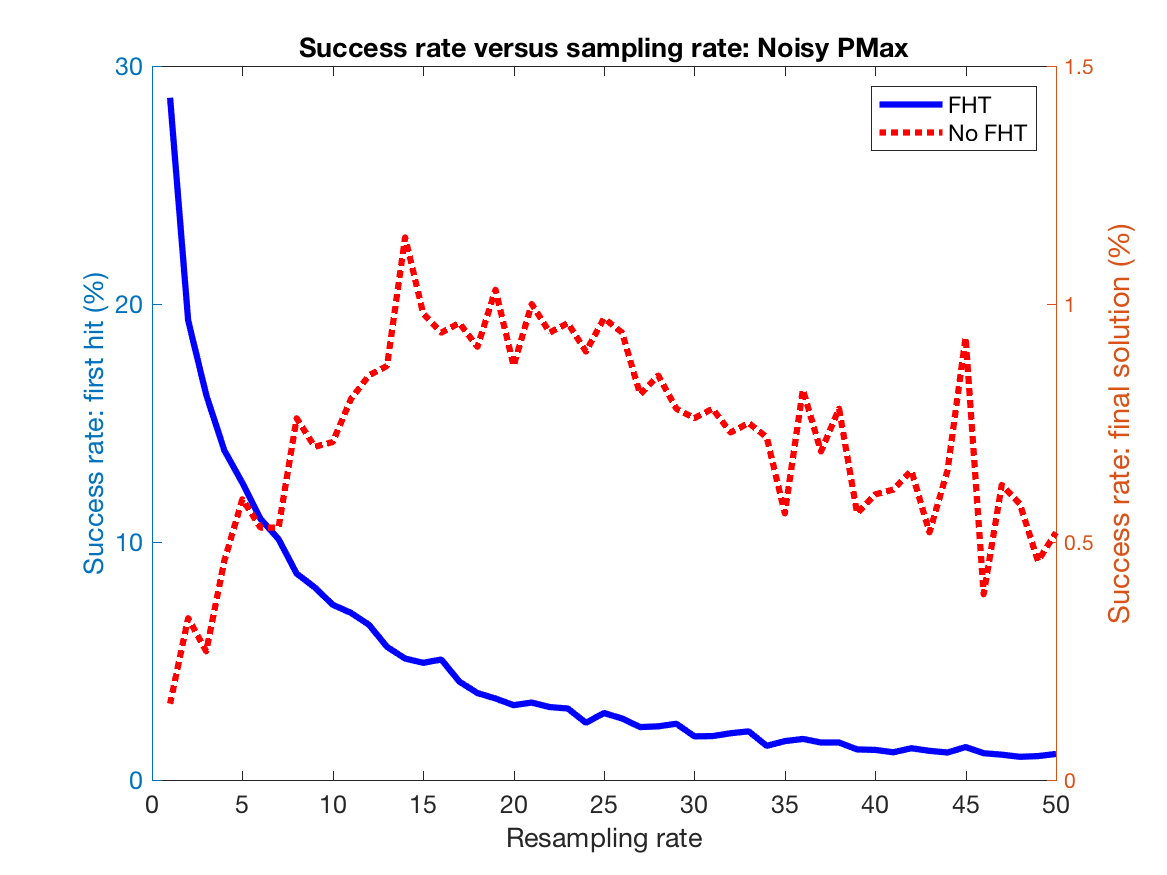 Success rate versus sampling rate: Noisy PMax
FHT
No FHT
Success rate: first hit (%)
30
20
10
0
Success rate: final solution (%)
1.5
1
0.5
0
0 5 10 15 20 25 30 35 40 45 50
Resampling rate